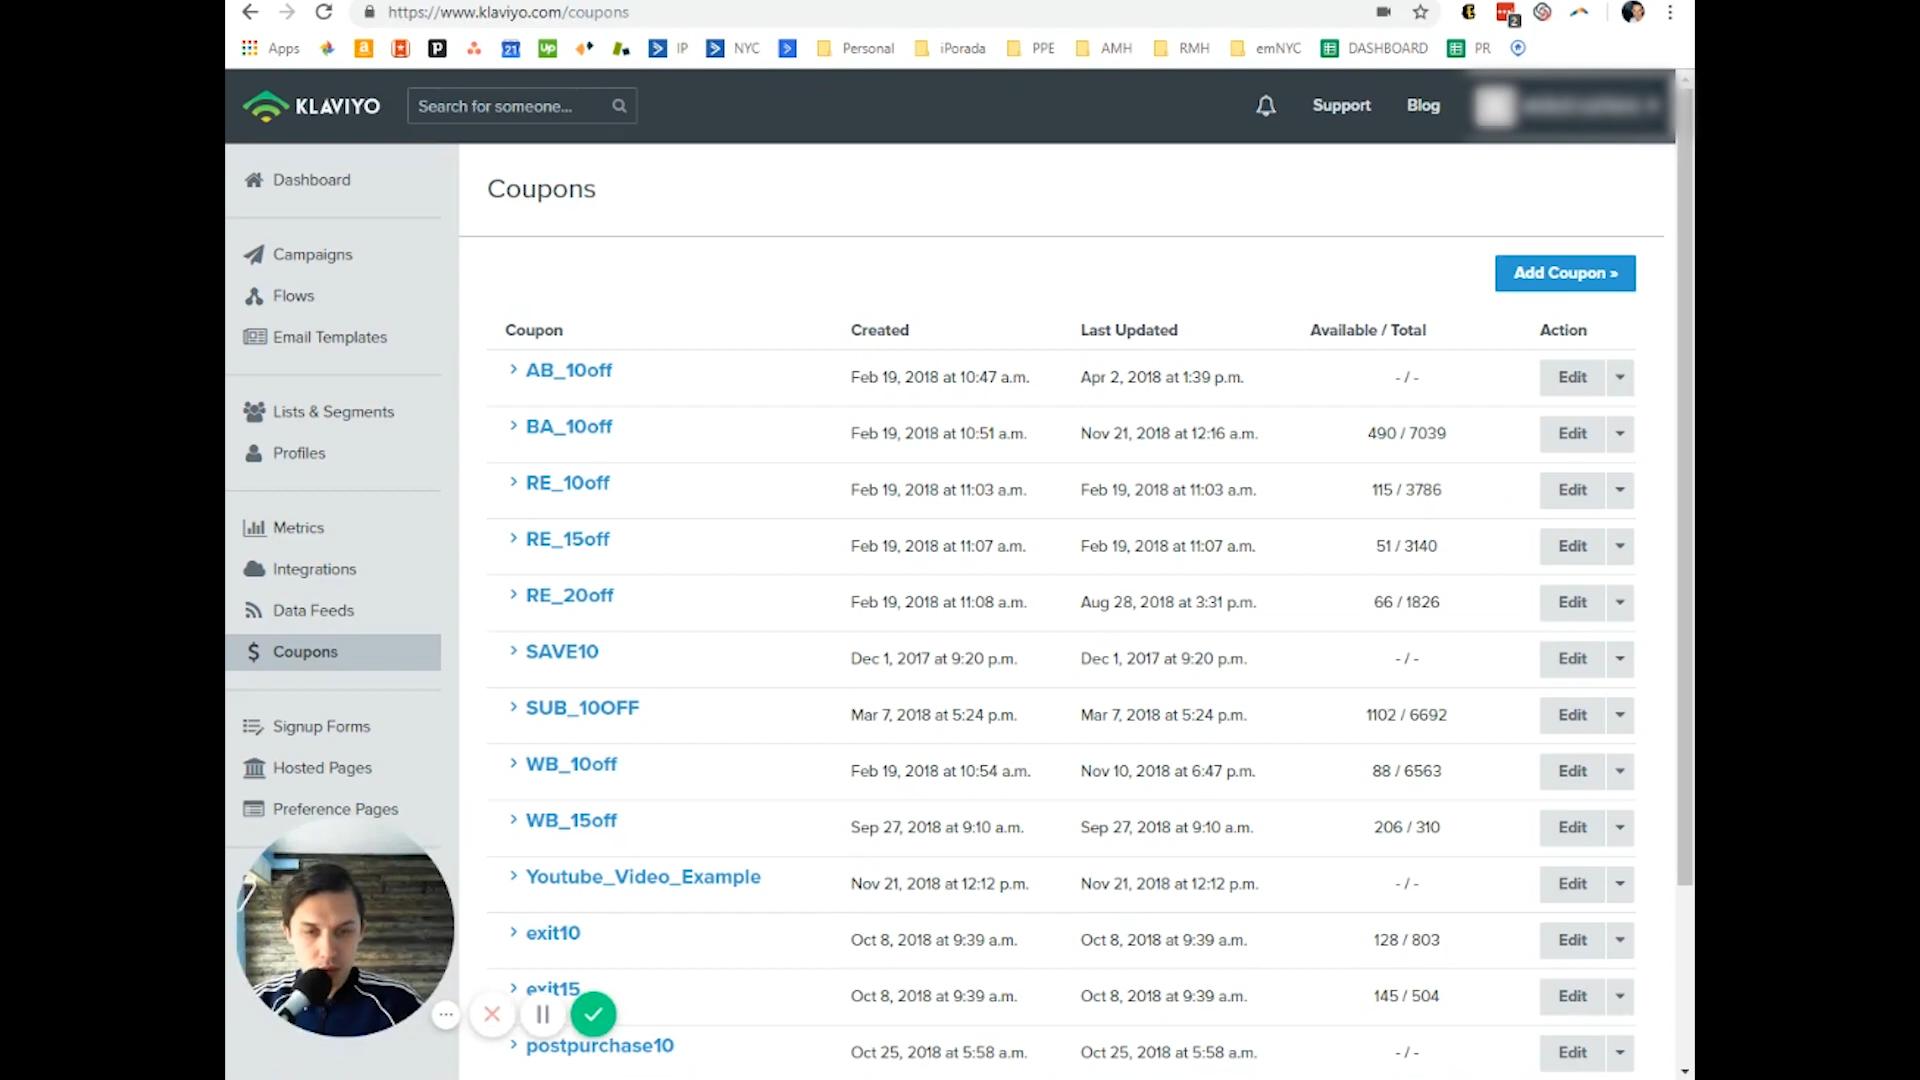 https://www.klaviyo.com/coupons
2
Apps
21
IP
NYC
Personal
iPorada
PPE
AMH
RMH
emNYC
DASHBOARD
PR
KLAVIYO
Search for someone...
Support
Blog
Dashboard
Campaigns
Flows
Email Templates
Lists & Segments
Profiles
Metrics
Integrations
Data Feeds
$ Coupons
Signup Forms
Hosted Pages
Preference Pages
Coupons
Add Coupon »
Coupon Created Last Updated Available / Total Action
AB_10off Feb 19, 2018 at 10:47 a.m. Apr 2, 2018 at 1:39 p.m. - / - Edit
BA_10off Feb 19, 2018 at 10:51 a.m. Nov 21, 2018 at 12:16 a.m. 490 / 7039 Edit
RE_10off Feb 19, 2018 at 11:03 a.m. Feb 19, 2018 at 11:03 a.m. 115 / 3786 Edit
RE_15off Feb 19, 2018 at 11:07 a.m. Feb 19, 2018 at 11:07 a.m. 51 / 3140 Edit
RE_20off Feb 19, 2018 at 11:08 a.m. Aug 28, 2018 at 3:31 p.m. 66 / 1826 Edit
SAVE10 Dec 1, 2017 at 9:20 p.m. Dec 1, 2017 at 9:20 p.m. - / - Edit
SUB_10OFF Mar 7, 2018 at 5:24 p.m. Mar 7, 2018 at 5:24 p.m. 1102 / 6692 Edit
WB_10off Feb 19, 2018 at 10:54 a.m. Nov 10, 2018 at 6:47 p.m. 88 / 6563 Edit
WB_15off Sep 27, 2018 at 9:10 a.m. Sep 27, 2018 at 9:10 a.m. 206 / 310 Edit
Youtube_Video_Example Nov 21, 2018 at 12:12 p.m. Nov 21, 2018 at 12:12 p.m. - / - Edit
exit10 Oct 8, 2018 at 9:39 a.m. Oct 8, 2018 at 9:39 a.m. 128 / 803 Edit
exit15 Oct 8, 2018 at 9:39 a.m. Oct 8, 2018 at 9:39 a.m. 145 / 504 Edit
postpurchase10 Oct 25, 2018 at 5:58 a.m. Oct 25, 2018 at 5:58 a.m. - / - Edit